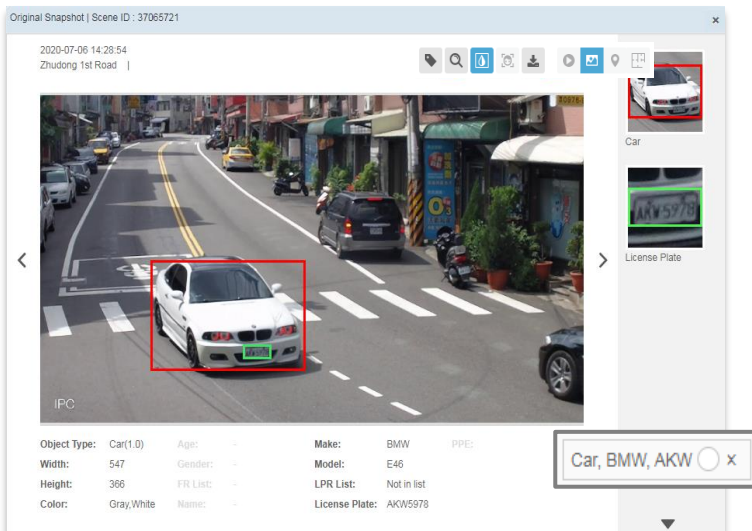 Original Snapshot | Scene ID : 37065721
x
2020-07-06 14:28:54
Zhudong 1st Road |
Car
AKW5978
License Plate
IPC
Object Type: Car(1.0) Age: - Make: BMW PPE:
Width: 547 Gender: - Model: E46
Height: 366 FR List: - LPR List: Not in list
Color: Gray,White Name: - License Plate: AKW5978
Car, BMW, AKW x